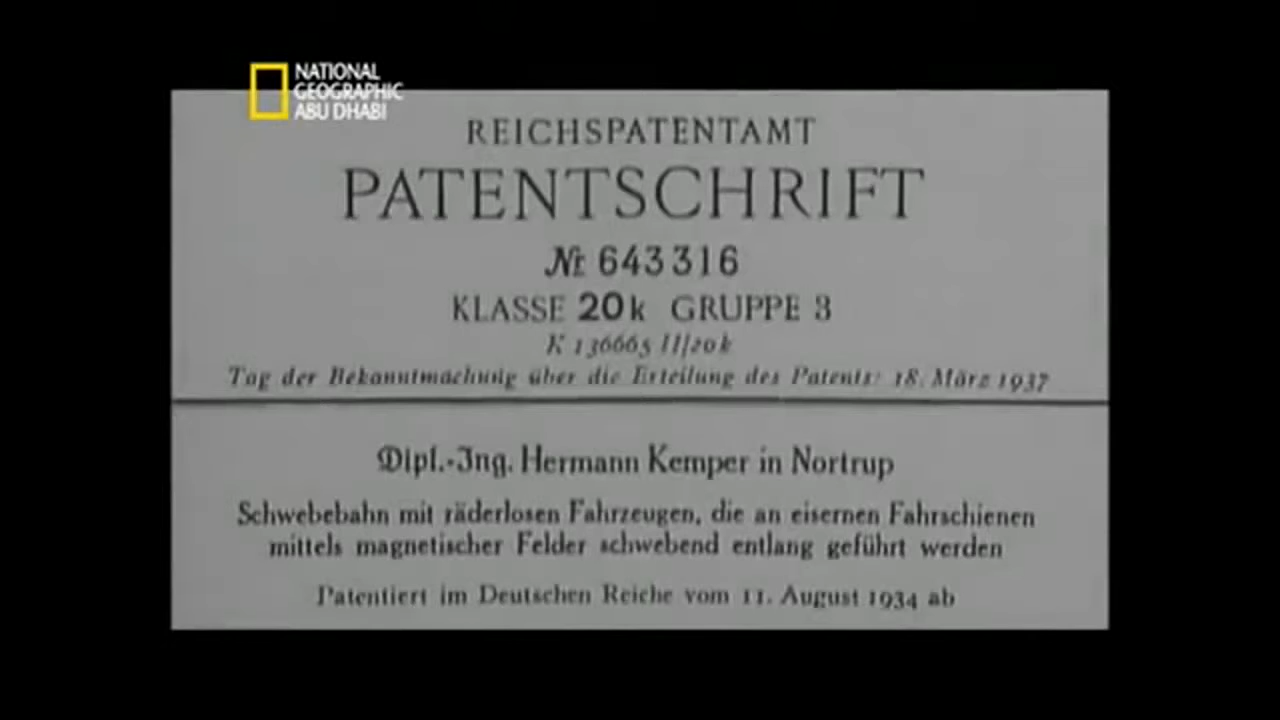 NATIONAL
GEOGRAPHIC
ABU DHABI
REICHSPATENTAMT
PATENTSCHRIFT
№ 643316
KLASSE 20k GRUPPE 3
K 136665 II/20k
Tag der Bekanntmachung über die Erteilung des Patents: 18. März 1937
Dipl.-Ing. Hermann Kemper in Nortrup
Schwebebahn mit räderlosen Fahrzeugen, die an eisernen Fahrschienen
mittels magnetischer Felder schwebend entlang geführt werden
Patentiert im Deutschen Reiche vom 11. August 1934 ab